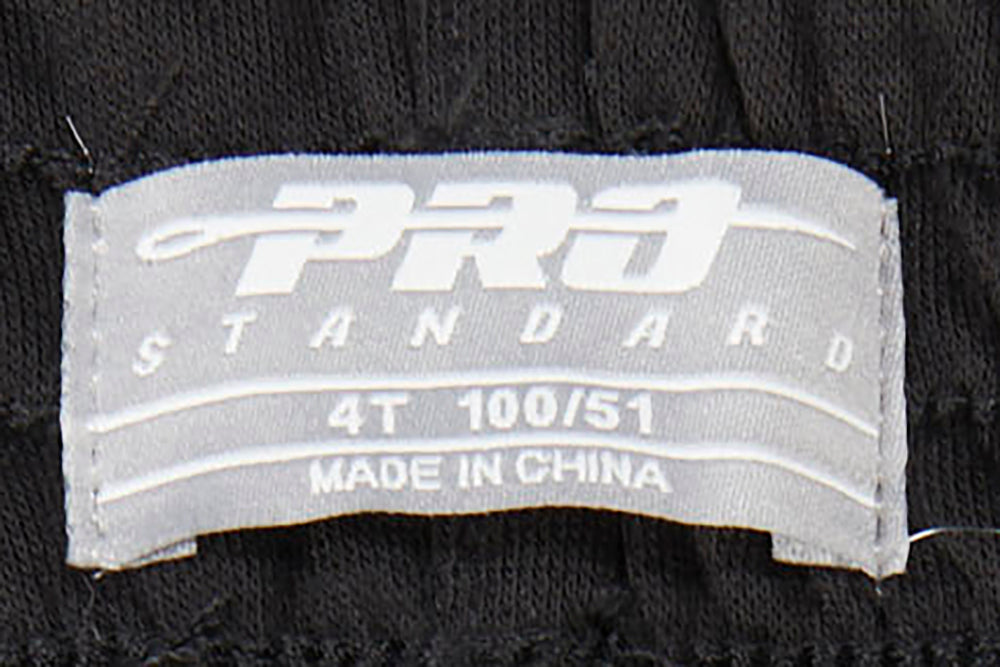 PRO
STANDARD
4T 100/51
MADE IN CHINA